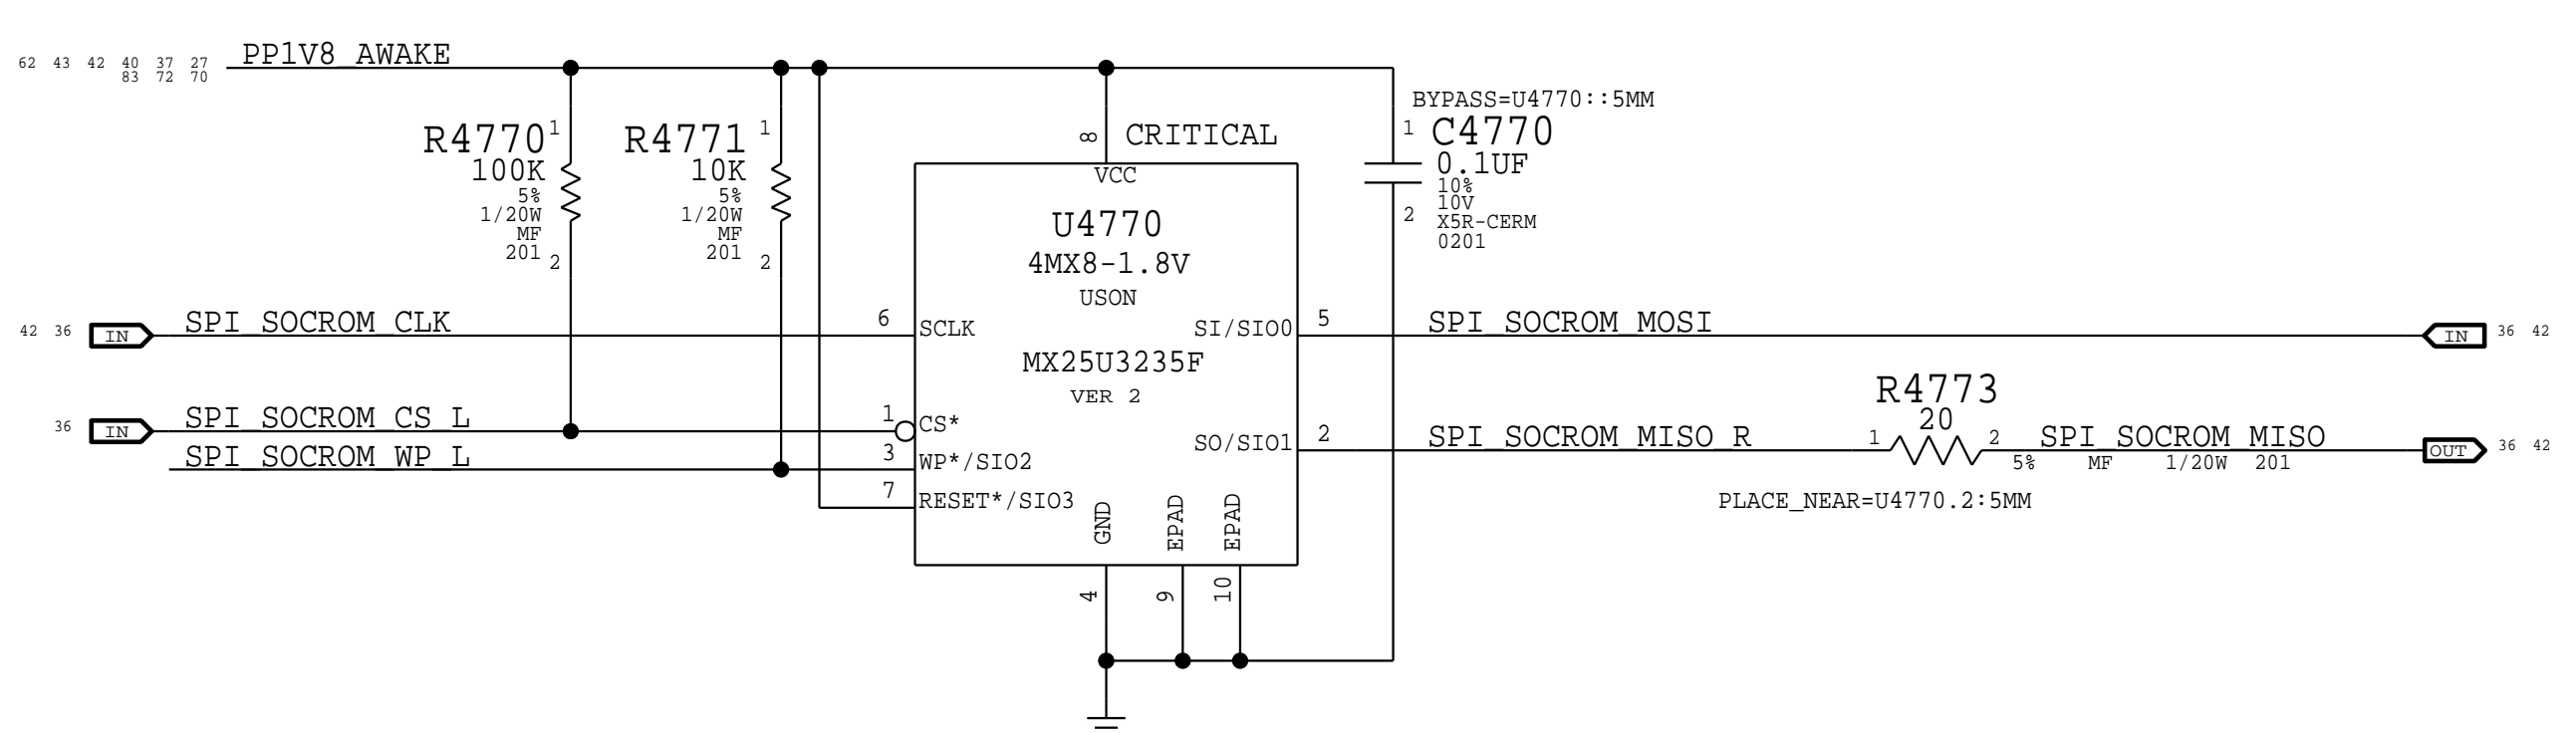 PP1V8_AWAKE
62 43 42 40 37 27
83 72 70
BYPASS=U4770::5MM
R4770
1
100K
5%
1/20W
MF
201
2
R4771
1
10K
5%
1/20W
MF
201
2
8
CRITICAL
1
C4770
0.1UF
10%
10V
X5R-CERM
0201
2
VCC
U4770
4MX8-1.8V
USON
MX25U3235F
VER 2
42 36
IN
SPI_SOCROM_CLK
6
SCLK
SI/SIO0
5
SPI_SOCROM_MOSI
IN
36 42
36
IN
SPI_SOCROM_CS_L
1
CS*
SPI_SOCROM_WP_L
3
WP*/SIO2
7
RESET*/SIO3
SO/SIO1
2
SPI_SOCROM_MISO_R
R4773
20
1
2
SPI_SOCROM_MISO
5% MF 1/20W 201
OUT
36 42
PLACE_NEAR=U4770.2:5MM
GND
EPAD
EPAD
4
9
10